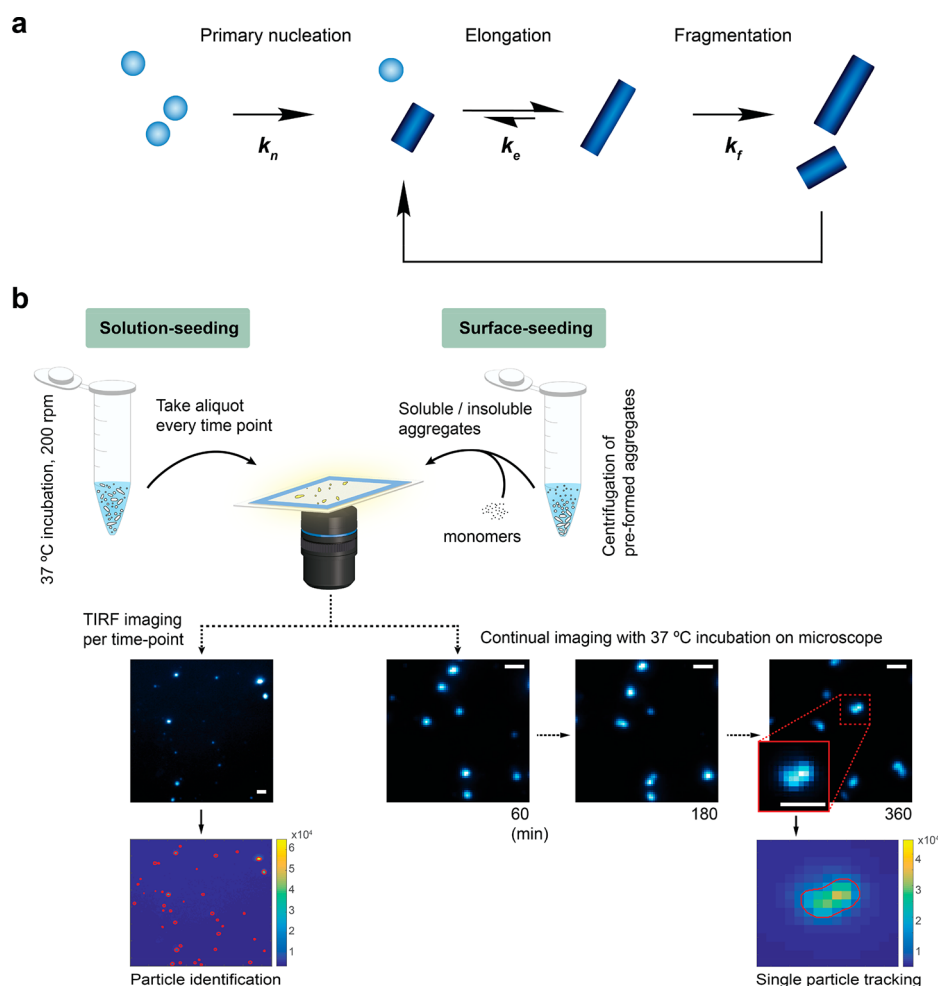 a
Primary nucleation
Elongation
Fragmentation
kn
ke
kf
b
Solution-seeding
Surface-seeding
37 ºC incubation, 200 rpm
Take aliquot
every time point
Soluble / insoluble
aggregates
monomers
Centrifugation of
pre-formed aggregates
TIRF imaging
per time-point
Continual imaging with 37 ºC incubation on microscope
60
(min)
180
360
x10⁴
6
5
4
3
2
1
x10⁴
4
3
2
1
Particle identification
Single particle tracking